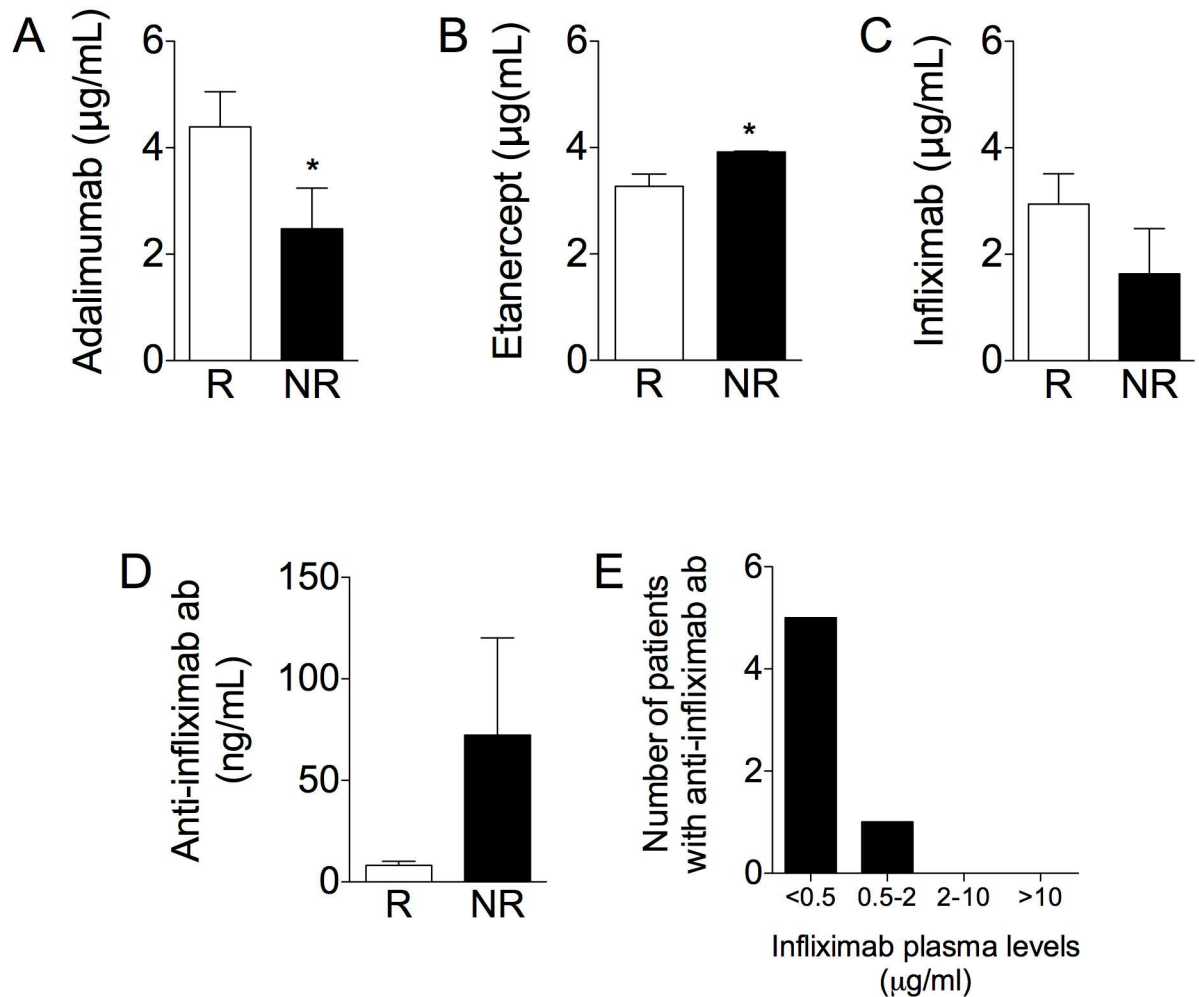 A
Adalimumab (µg/mL)
6
4
2
0
*
R NR
B
Etanercept (µg(mL)
6
4
2
0
*
R NR
C
Infliximab (µg/mL)
6
4
2
0
R NR
D
Anti-infliximab ab
(ng/mL)
150
100
50
0
R NR
E
Number of patients
with anti-infliximab ab
6
4
2
0
<0.5 0.5-2 2-10 >10
Infliximab plasma levels
(µg/ml)